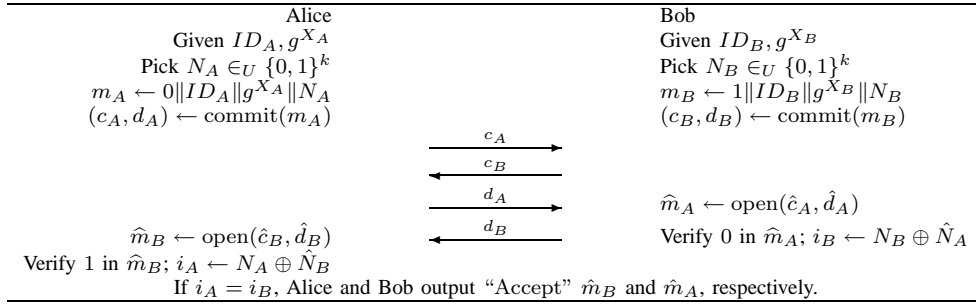 Alice Bob
Given ID_A, g^{X_A} Given ID_B, g^{X_B}
Pick N_A ∈_U {0, 1}^k Pick N_B ∈_U {0, 1}^k
m_A ← 0‖ID_A‖g^{X_A}‖N_A m_B ← 1‖ID_B‖g^{X_B}‖N_B
(c_A, d_A) ← commit(m_A) (c_B, d_B) ← commit(m_B)
c_A
c_B
d_A m̂_A ← open(ĉ_A, d̂_A)
m̂_B ← open(ĉ_B, d̂_B) d_B Verify 0 in m̂_A; i_B ← N_B ⊕ N̂_A
Verify 1 in m̂_B; i_A ← N_A ⊕ N̂_B
If i_A = i_B, Alice and Bob output “Accept” m̂_B and m̂_A, respectively.